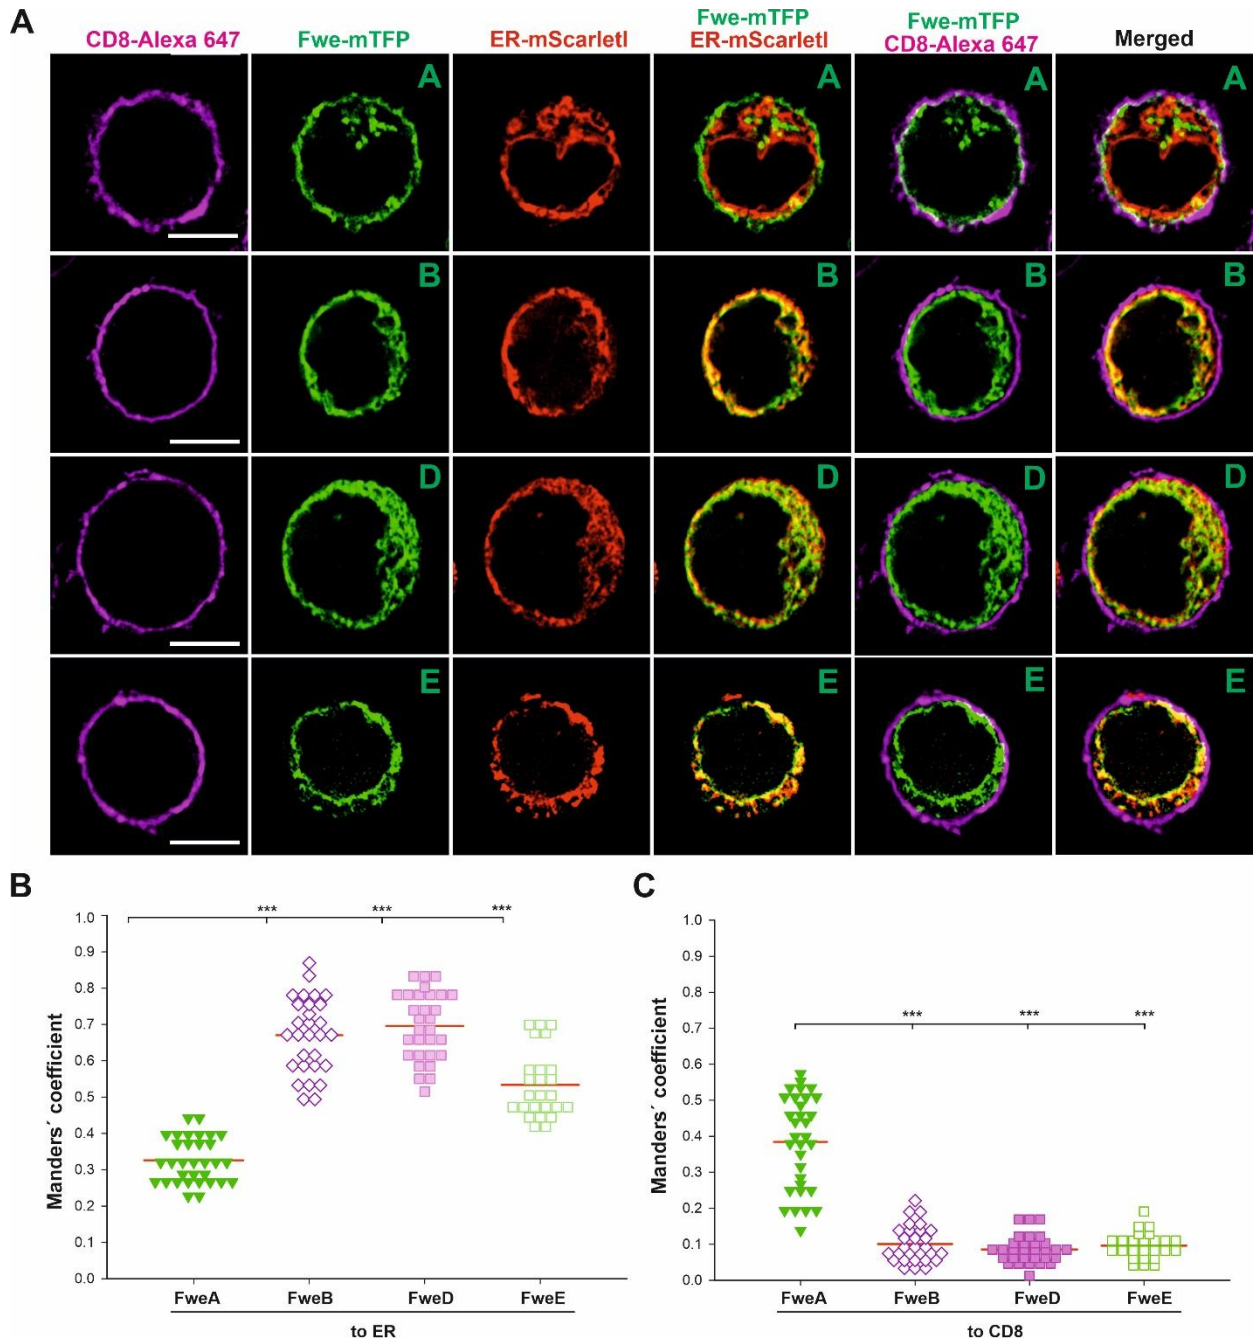 A
CD8-Alexa 647
Fwe-mTFP
ER-mScarletI
Fwe-mTFP
ER-mScarletI
Fwe-mTFP
CD8-Alexa 647
Merged
A
A
A
A
B
B
B
B
D
D
D
D
E
E
E
E
B
***
***
***
Manders´ coefficient
1.0
0.9
0.8
0.7
0.6
0.5
0.4
0.3
0.2
0.1
0.0
FweA
FweB
FweD
FweE
to ER
C
***
***
***
Manders´ coefficient
1.0
0.9
0.8
0.7
0.6
0.5
0.4
0.3
0.2
0.1
0.0
FweA
FweB
FweD
FweE
to CD8